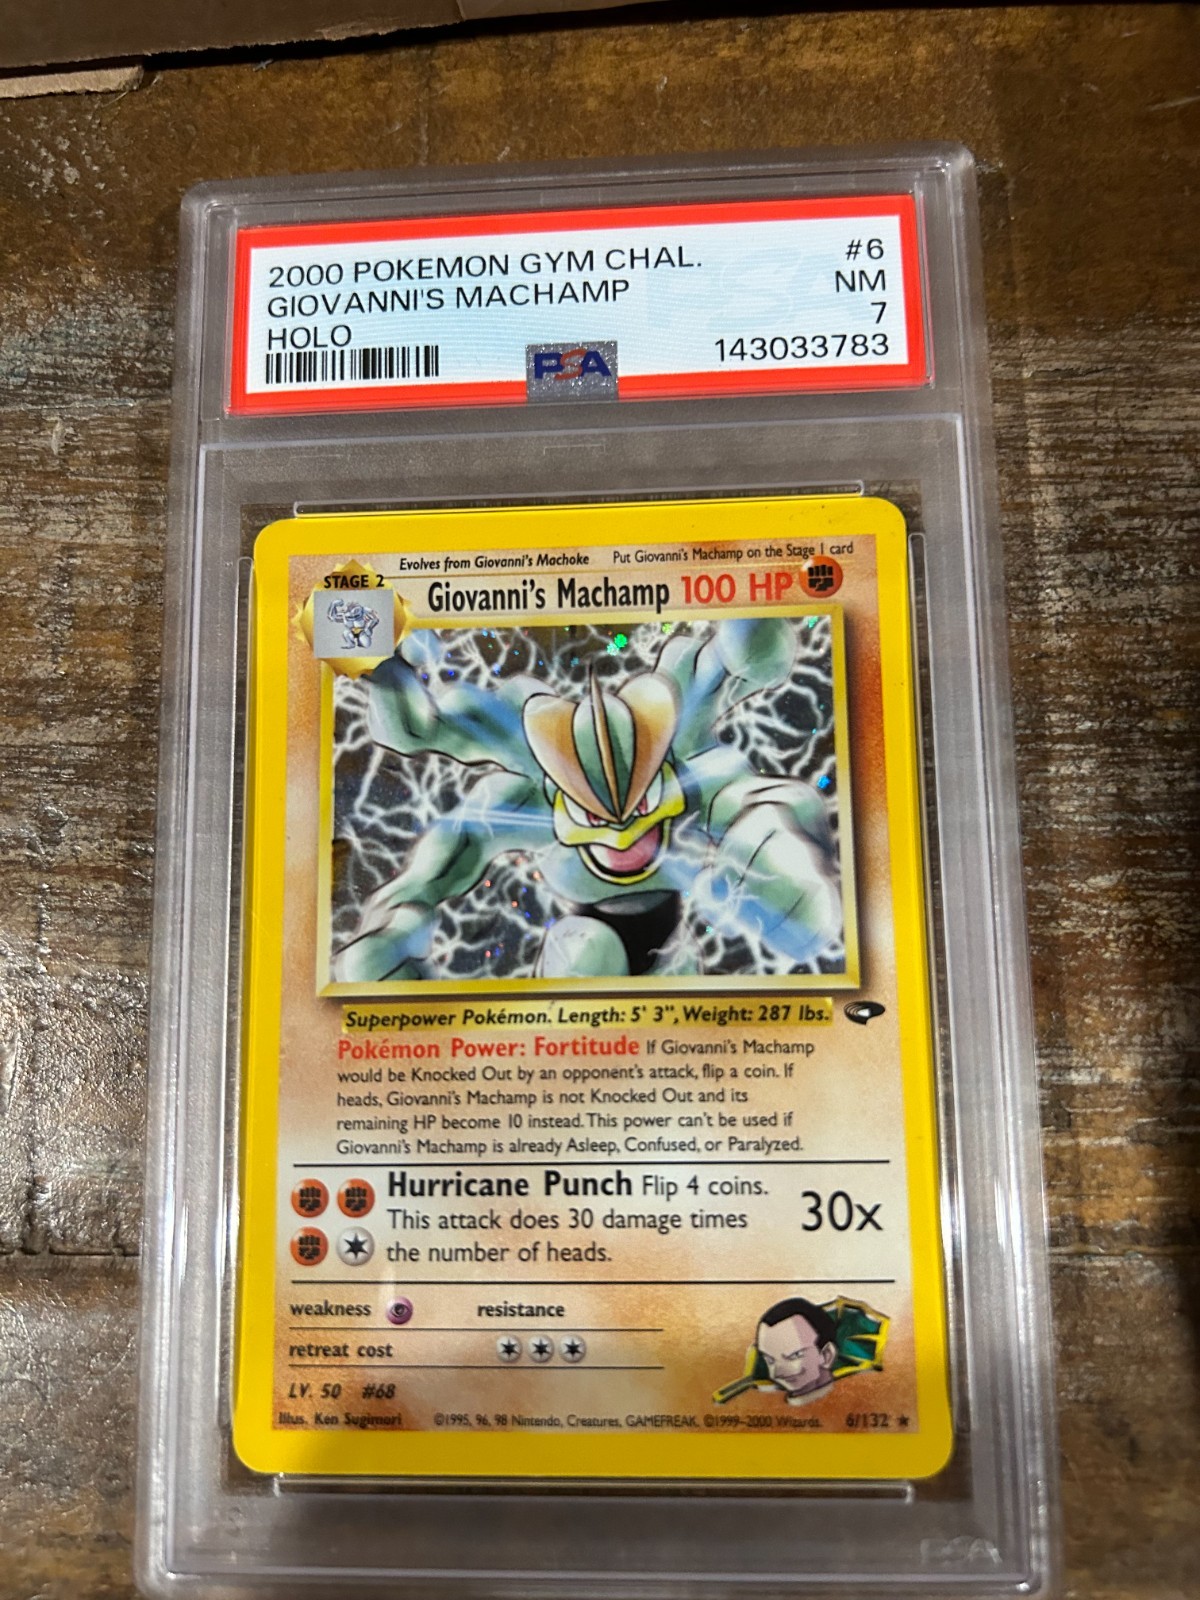 2000 POKEMON GYM CHAL. #6
GIOVANNI'S MACHAMP NM
HOLO 7
PSA 143033783
Evolves from Giovanni's Machoke Put Giovanni's Machamp on the Stage 1 card
STAGE 2
Giovanni's Machamp 100 HP
Superpower Pokémon. Length: 5' 3", Weight: 287 lbs.
Pokémon Power: Fortitude If Giovanni's Machamp
would be Knocked Out by an opponent's attack, flip a coin. If
heads, Giovanni's Machamp is not Knocked Out and its
remaining HP become 10 instead. This power can't be used if
Giovanni's Machamp is already Asleep, Confused, or Paralyzed.
Hurricane Punch Flip 4 coins.
This attack does 30 damage times 30x
the number of heads.
weakness resistance
retreat cost
LV. 50 #68
Illus. Ken Sugimori ©1995, 96, 98 Nintendo, Creatures, GAMEFREAK. ©1999-2000 Wizards. 6/132 ★
PSA